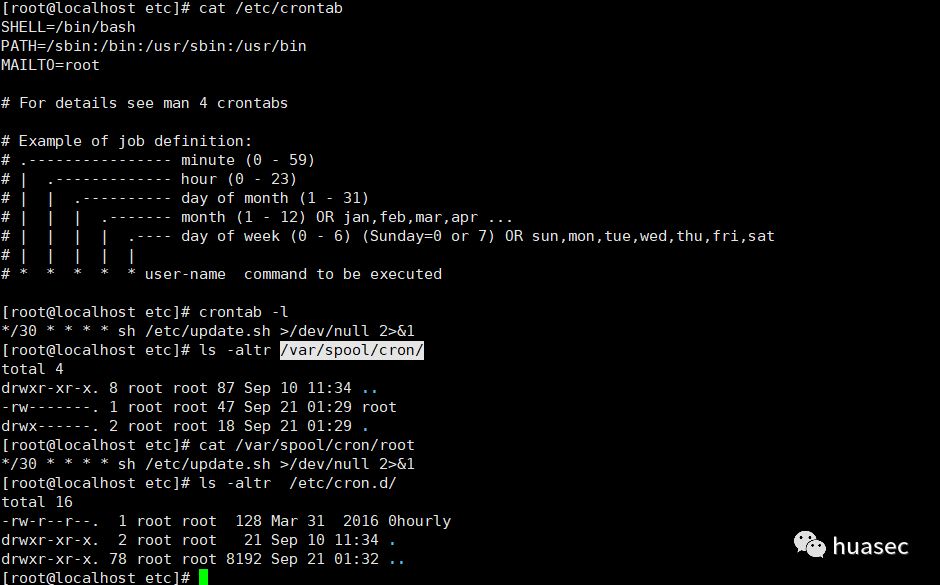 [root@localhost etc]# cat /etc/crontab
SHELL=/bin/bash
PATH=/sbin:/bin:/usr/sbin:/usr/bin
MAILTO=root

# For details see man 4 crontabs

# Example of job definition:
# .---------------- minute (0 - 59)
# |  .------------- hour (0 - 23)
# |  |  .---------- day of month (1 - 31)
# |  |  |  .------- month (1 - 12) OR jan,feb,mar,apr ...
# |  |  |  |  .---- day of week (0 - 6) (Sunday=0 or 7) OR sun,mon,tue,wed,thu,fri,sat
# |  |  |  |  |
# *  *  *  *  * user-name  command to be executed

[root@localhost etc]# crontab -l
*/30 * * * * sh /etc/update.sh >/dev/null 2>&1
[root@localhost etc]# ls -altr /var/spool/cron/
total 4
drwxr-xr-x. 8 root root 87 Sep 10 11:34 ..
-rw-------. 1 root root 47 Sep 21 01:29 root
drwx------. 2 root root 18 Sep 21 01:29 .
[root@localhost etc]# cat /var/spool/cron/root
*/30 * * * * sh /etc/update.sh >/dev/null 2>&1
[root@localhost etc]# ls -altr  /etc/cron.d/
total 16
-rw-r--r--.  1 root root  128 Mar 31  2016 0hourly
drwxr-xr-x.  2 root root   21 Sep 10 11:34 .
drwxr-xr-x. 78 root root 8192 Sep 21 01:32 ..
[root@localhost etc]#
huasec